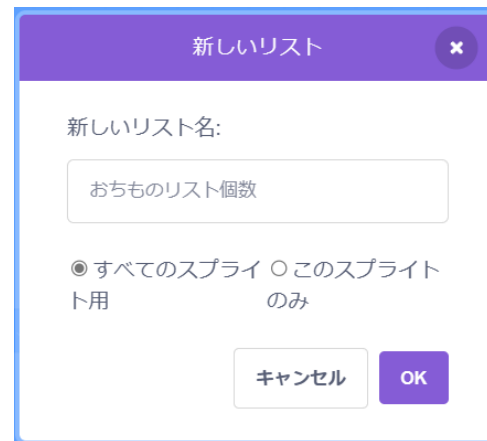 新しいリスト
新しいリスト名:
おちものリスト個数
すべてのスプライ このスプライト
ト用 のみ
キャンセル OK